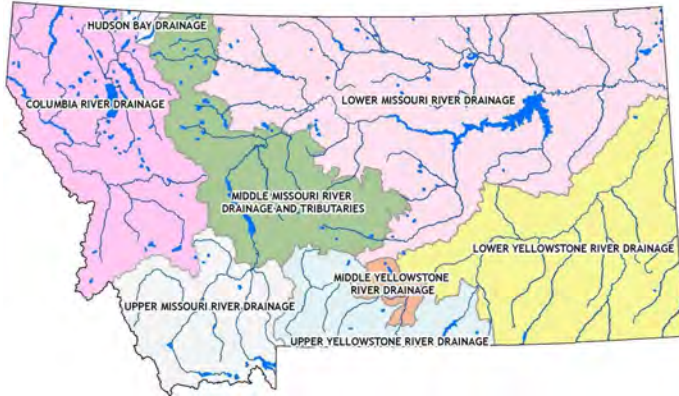 HUDSON BAY DRAINAGE
COLUMBIA RIVER DRAINAGE
LOWER MISSOURI RIVER DRAINAGE
MIDDLE MISSOURI RIVER
DRAINAGE AND TRIBUTARIES
LOWER YELLOWSTONE RIVER DRAINAGE
MIDDLE YELLOWSTONE
RIVER DRAINAGE
UPPER MISSOURI RIVER DRAINAGE
UPPER YELLOWSTONE RIVER DRAINAGE